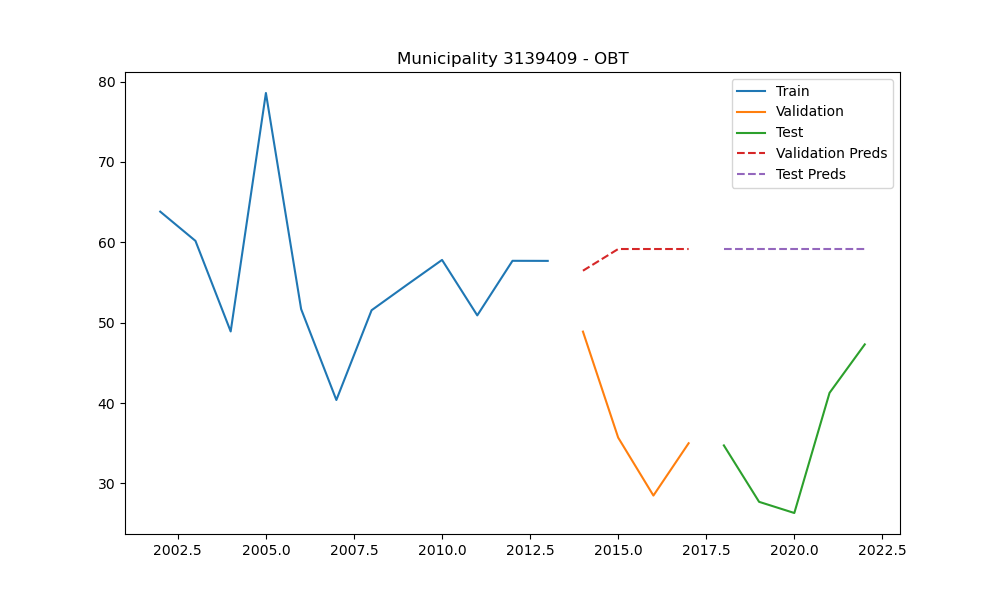 Municipality 3139409 - OBT
80
70
60
50
40
30
2002.5 2005.0 2007.5 2010.0 2012.5 2015.0 2017.5 2020.0 2022.5
Train
Validation
Test
Validation Preds
Test Preds